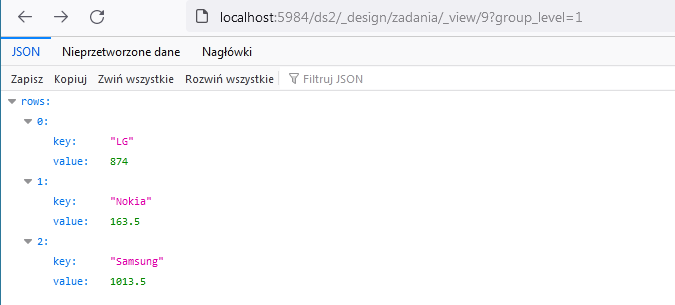 localhost:5984/ds2/_design/zadania/_view/9?group_level=1
JSON Nieprzetworzone dane Nagłówki
Zapisz Kopiuj Zwiń wszystkie Rozwiń wszystkie Filtruj JSON
rows:
0:
key: "LG"
value: 874
1:
key: "Nokia"
value: 163.5
2:
key: "Samsung"
value: 1013.5